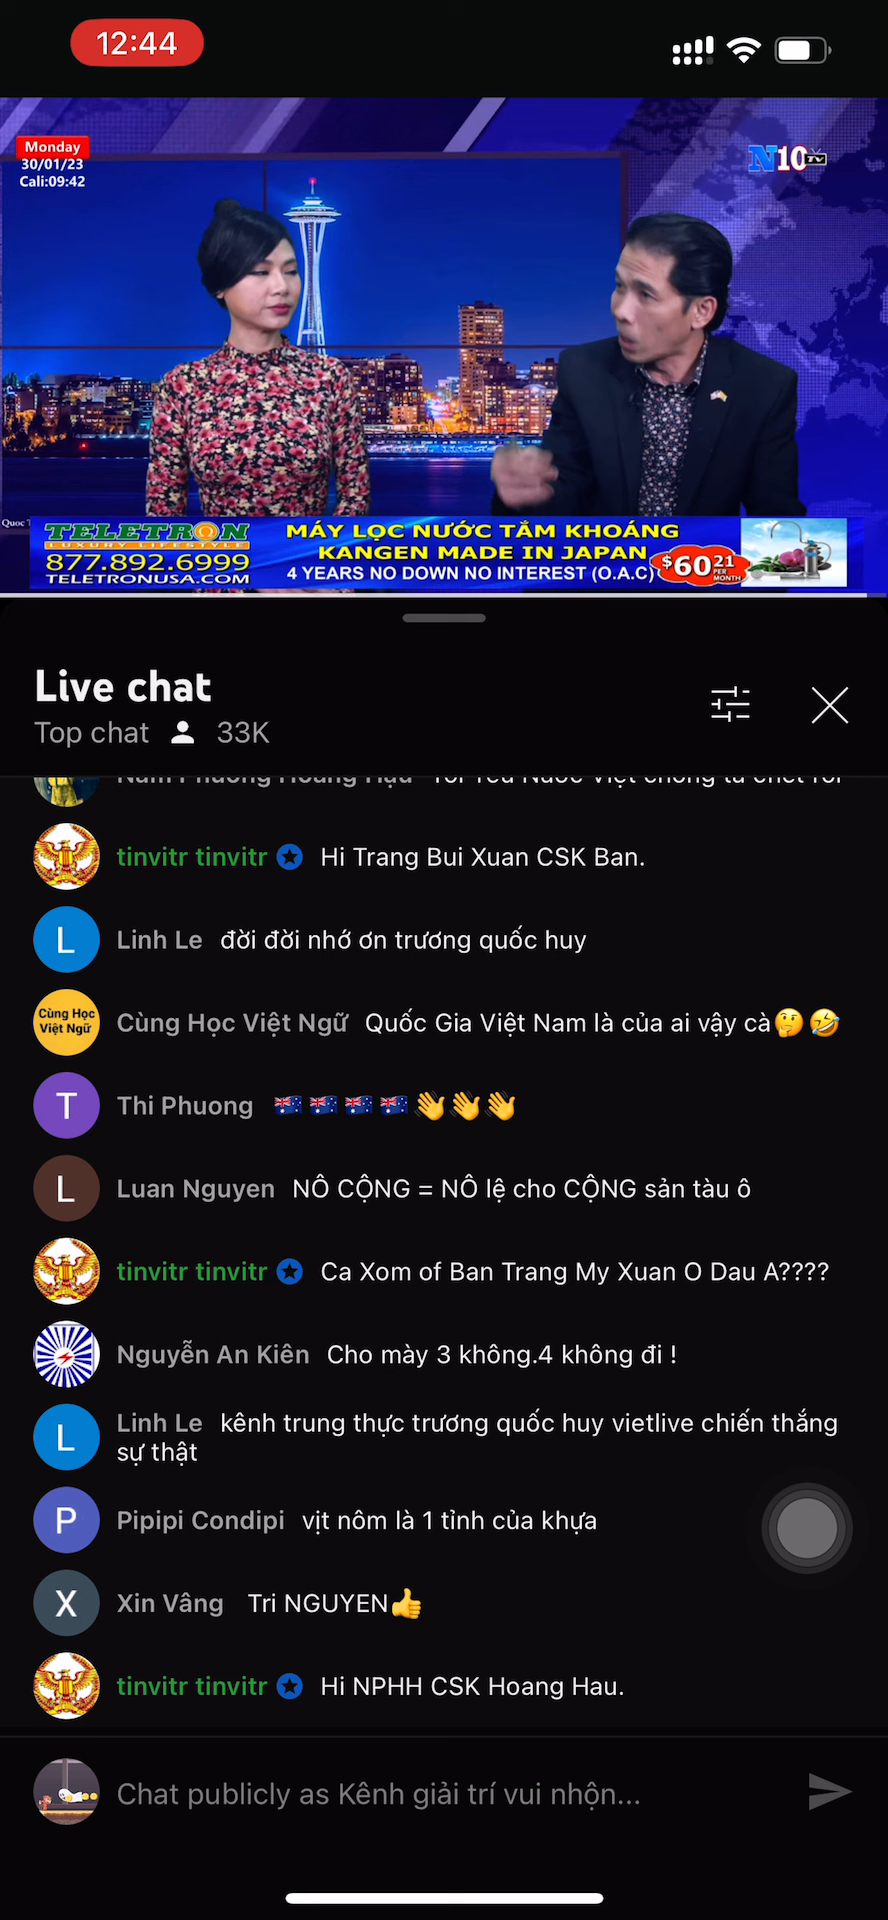 12:44
Monday
30/01/23
Cali:09:42
N10 TV
Quoc T
TELETRON
LUXURY LIFESTYLE
877.892.6999
TELETRONUSA.COM
MÁY LỌC NƯỚC TẮM KHOÁNG
KANGEN MADE IN JAPAN
4 YEARS NO DOWN NO INTEREST (O.A.C)
$6021 PER MONTH
Live chat
Top chat 33K
tinvitr tinvitr Hi Trang Bui Xuan CSK Ban.
L Linh Le đời đời nhớ ơn trương quốc huy
Cùng Học
Việt Ngữ
Cùng Học Việt Ngữ Quốc Gia Việt Nam là của ai vậy cà🤔🤣
T Thi Phuong 🇦🇺🇦🇺🇦🇺🇦🇺👋👋👋
L Luan Nguyen NÔ CỘNG = NÔ lệ cho CỘNG sản tàu ô
tinvitr tinvitr Ca Xom of Ban Trang My Xuan O Dau A????
Nguyễn An Kiên Cho mày 3 không.4 không đi !
L Linh Le kênh trung thực trương quốc huy vietlive chiến thắng
sự thật
P Pipipi Condipi vịt nôm là 1 tỉnh của khựa
X Xin Vâng Tri NGUYEN👍
tinvitr tinvitr Hi NPHH CSK Hoang Hau.
Chat publicly as Kênh giải trí vui nhộn...